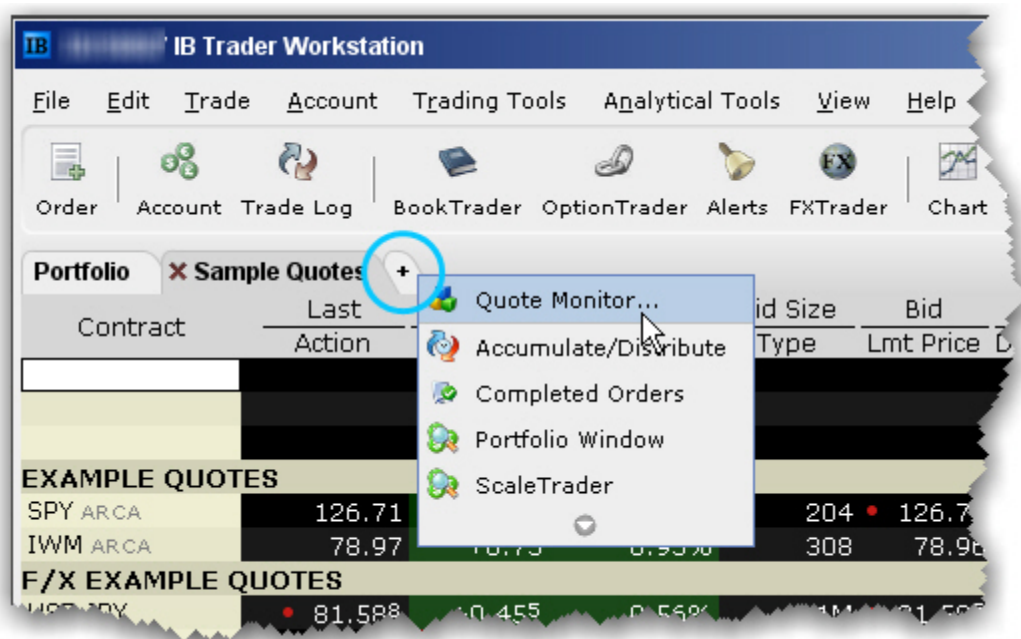 IB IB Trader Workstation
File Edit Trade Account Trading Tools Analytical Tools View Help
Order Account Trade Log BookTrader OptionTrader Alerts FXTrader Chart
Portfolio Sample Quotes +
Quote Monitor...
Contract Last Size Bid
Action Type Lmt Price
Accumulate/Distribute
Completed Orders
Portfolio Window
ScaleTrader
EXAMPLE QUOTES
SPY ARCA 126.71 204
IWM ARCA 78.97 308
F/X EXAMPLE QUOTES
81.588